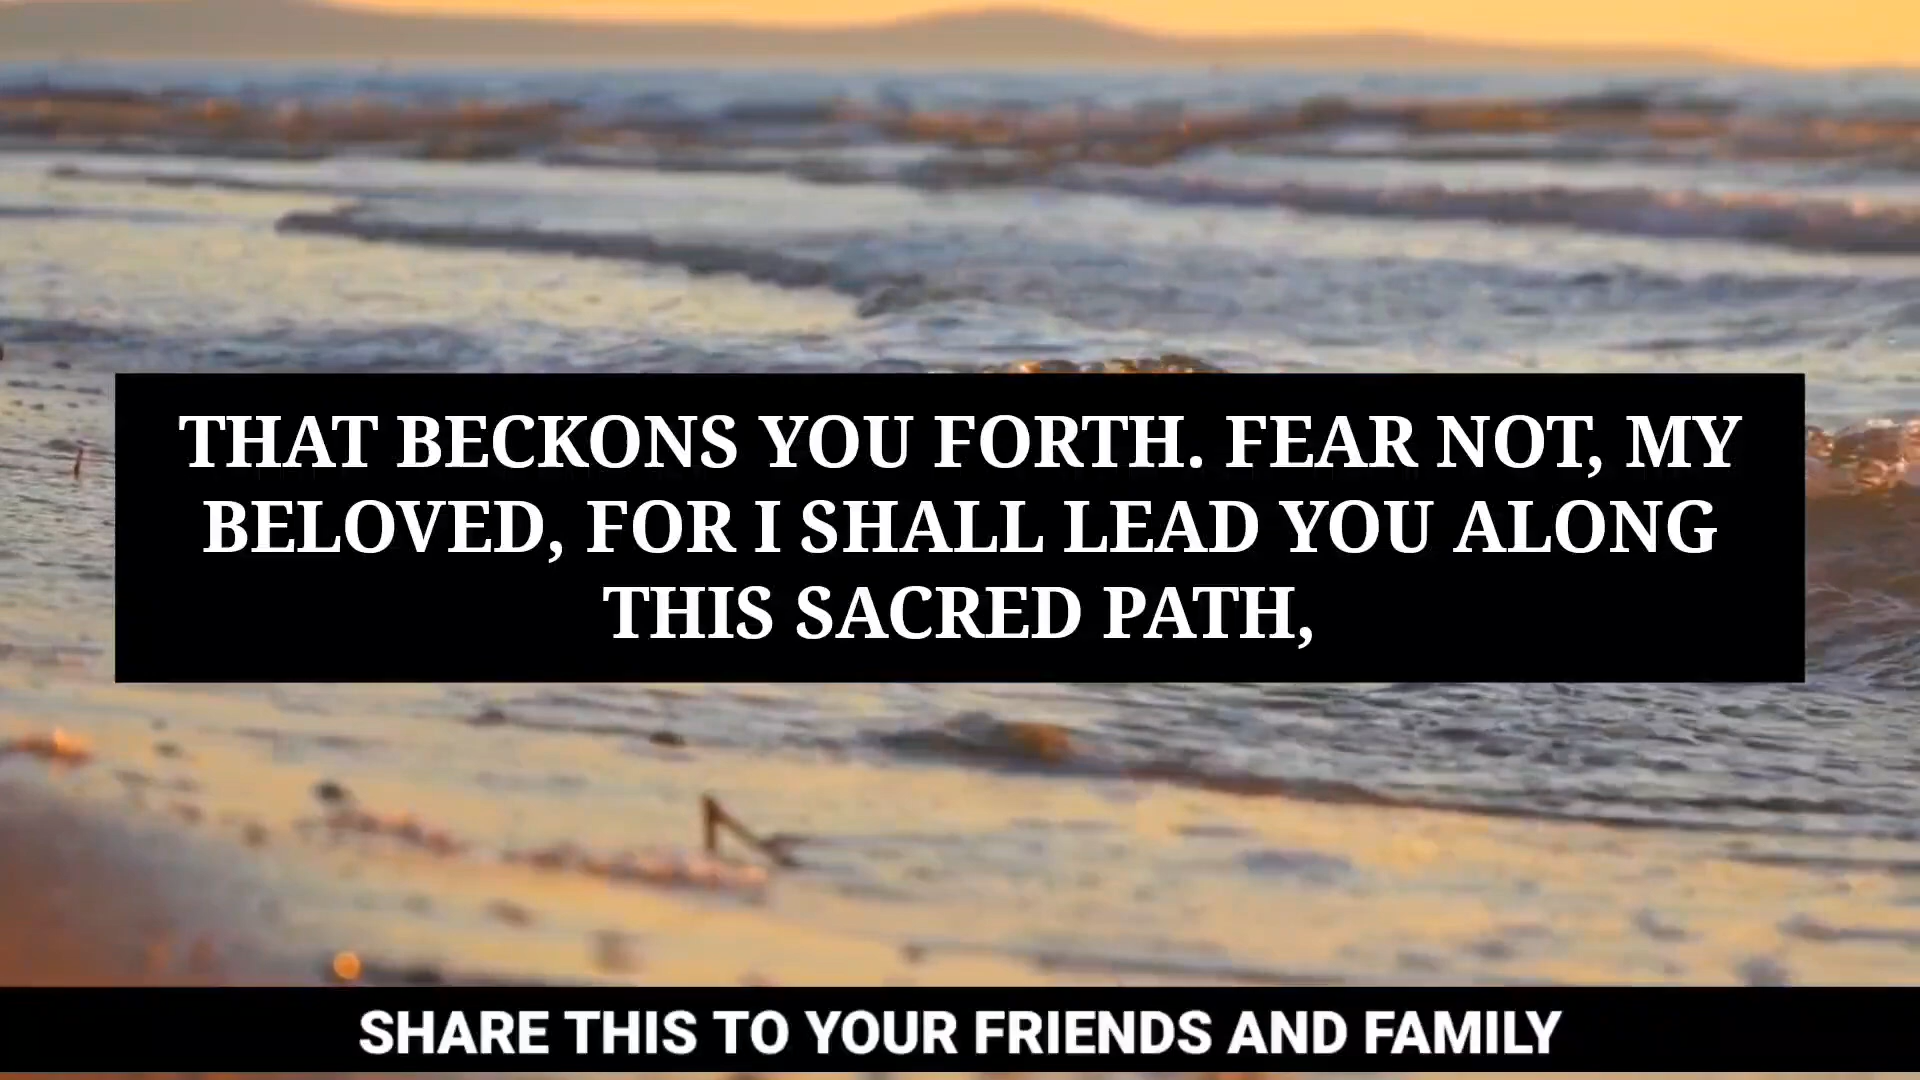 THAT BECKONS YOU FORTH. FEAR NOT, MY
BELOVED, FOR I SHALL LEAD YOU ALONG
THIS SACRED PATH,
SHARE THIS TO YOUR FRIENDS AND FAMILY